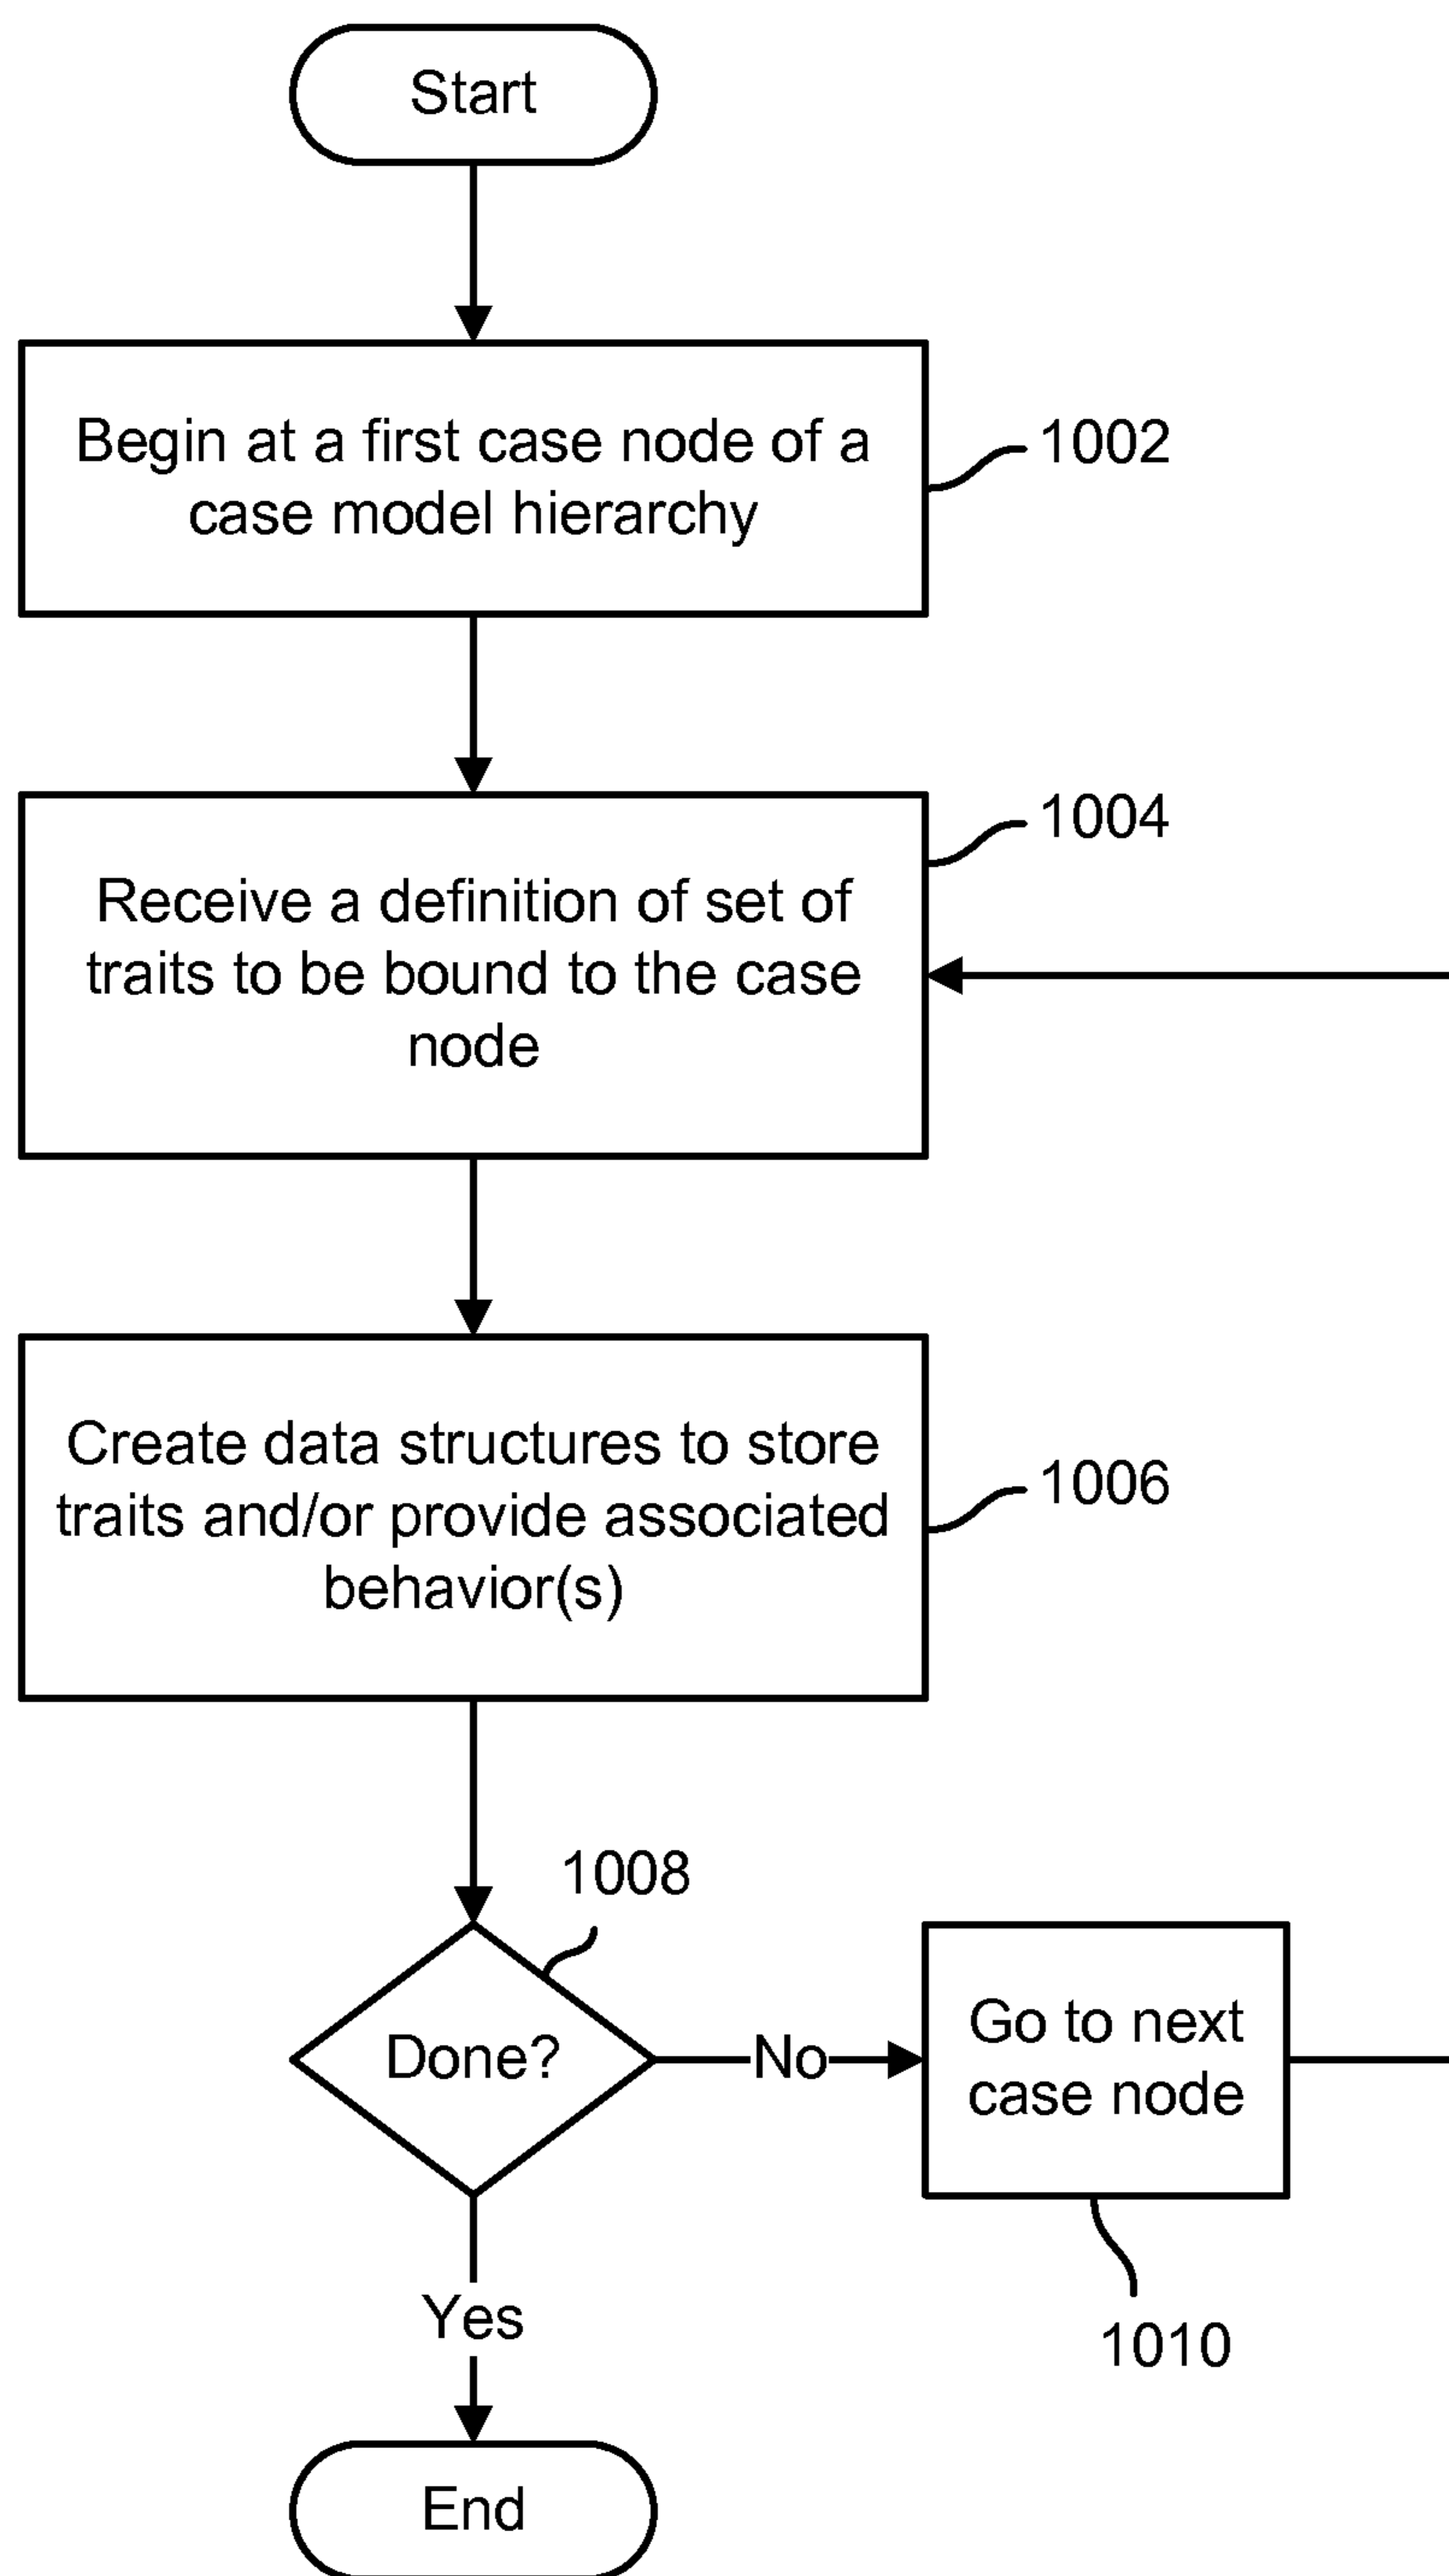 Start
Begin at a first case node of a
case model hierarchy
1002
Receive a definition of set of
traits to be bound to the case
node
1004
Create data structures to store
traits and/or provide associated
behavior(s)
1006
Done?
1008
No
Go to next
case node
1010
Yes
End